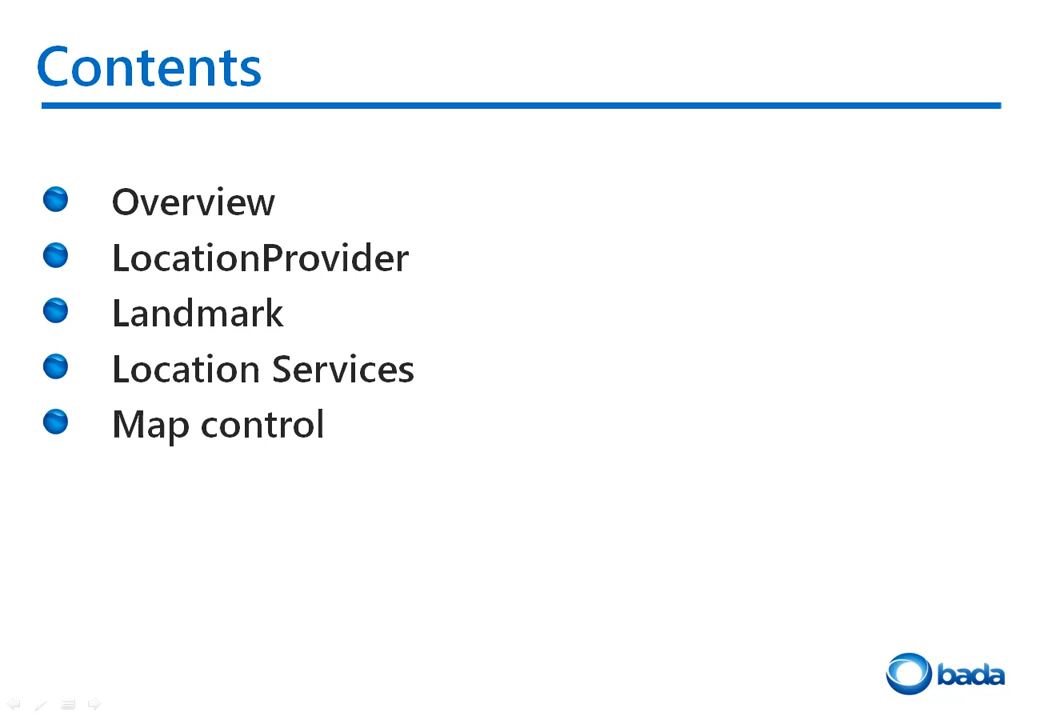 Contents
Overview
LocationProvider
Landmark
Location Services
Map control
bada